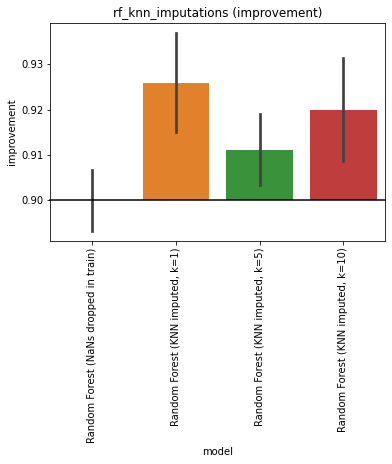 rf_knn_imputations (improvement)
improvement
0.93
0.92
0.91
0.90
Random Forest (NaNs dropped in train)
Random Forest (KNN imputed, k=1)
Random Forest (KNN imputed, k=5)
Random Forest (KNN imputed, k=10)
model